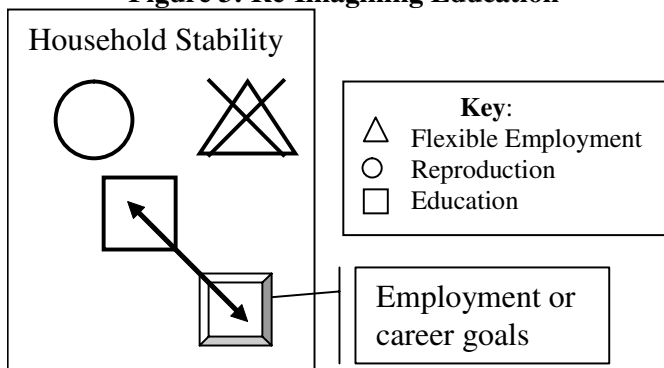 Figure 3: Re-Imagining Education
Household Stability
Key:
Flexible Employment
Reproduction
Education
Employment or
career goals